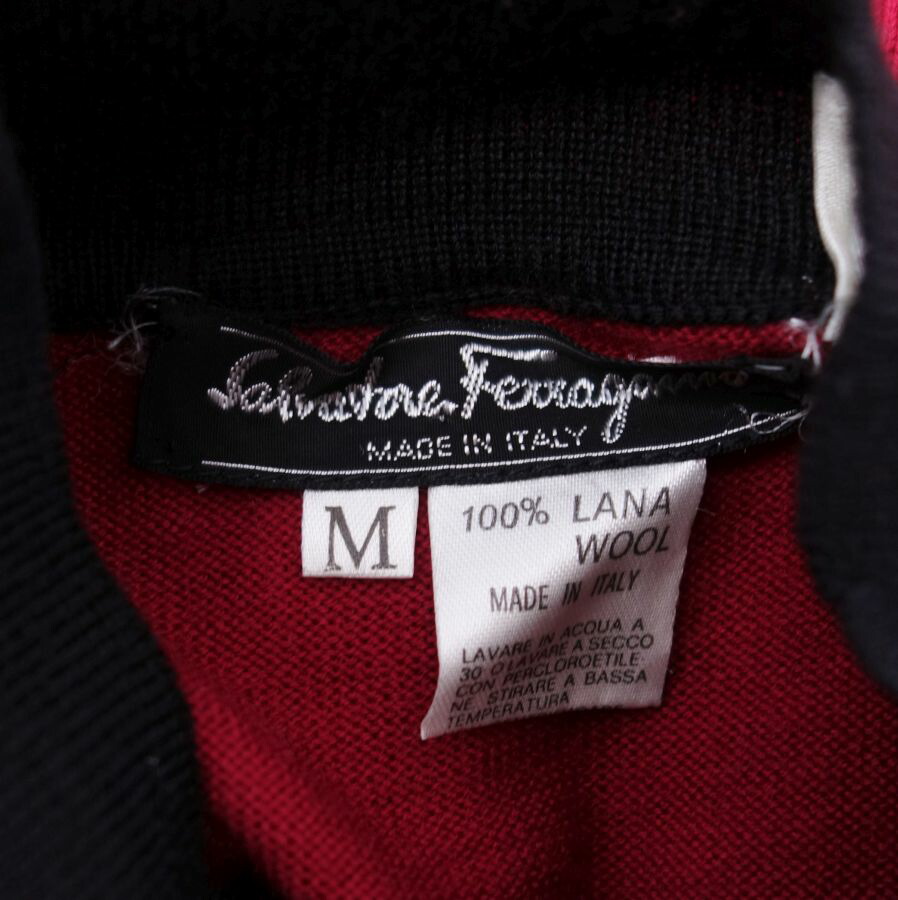 Salvatore Ferragamo
MADE IN ITALY
M
100% LANA
WOOL
MADE IN ITALY
LAVARE IN ACQUA A
30 O LAVARE A SECCO
CON PERCLOROETILE-
NE. STIRARE A BASSA
TEMPERATURA